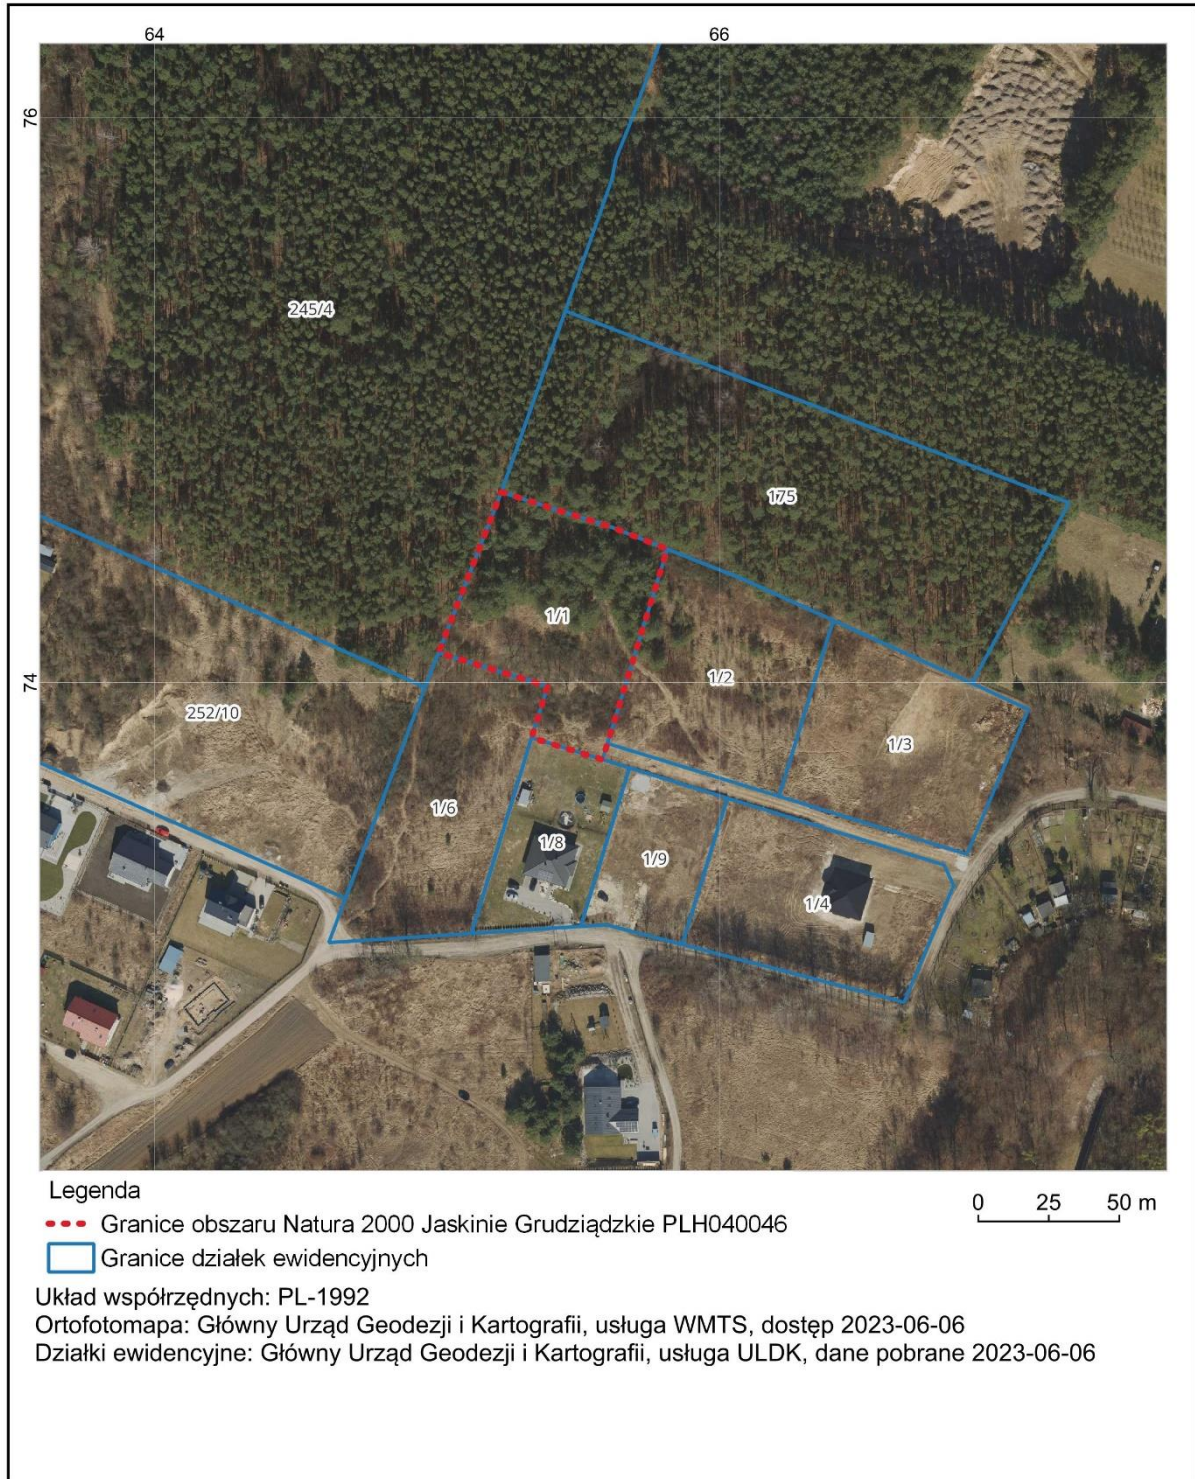 64
66
76
245/4
175
1/1
74
1/2
252/10
1/3
1/6
1/8
1/9
1/4
Legenda
Granice obszaru Natura 2000 Jaskinie Grudziądzkie PLH040046
Granice działek ewidencyjnych
0 25 50 m
Układ współrzędnych: PL-1992
Ortofotomapa: Główny Urząd Geodezji i Kartografii, usługa WMTS, dostęp 2023-06-06
Działki ewidencyjne: Główny Urząd Geodezji i Kartografii, usługa ULDK, dane pobrane 2023-06-06